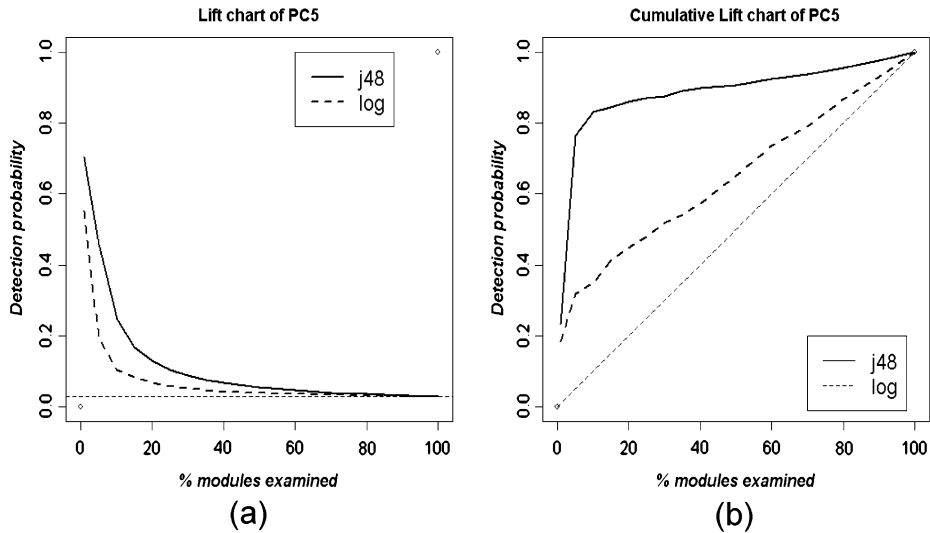 Lift chart of PC5
Detection probability
1.0
0.8
0.6
0.4
0.2
0.0
j48
log
0
20
40
60
80
100
% modules examined
(a)
Cumulative Lift chart of PC5
Detection probability
1.0
0.8
0.6
0.4
0.2
0.0
j48
log
0
20
40
60
80
100
% modules examined
(b)